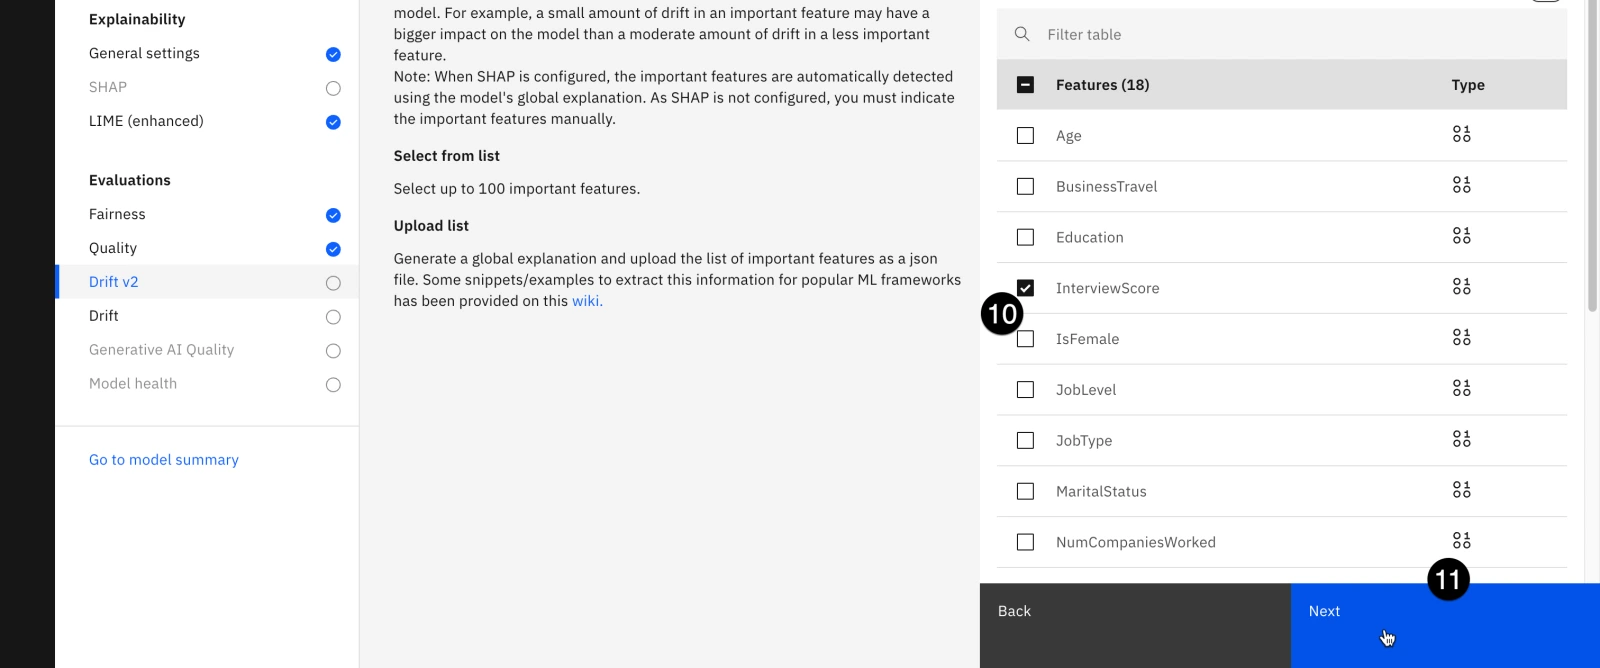 Explainability
General settings
SHAP
LIME (enhanced)
Evaluations
Fairness
Quality
Drift v2
Drift
Generative AI Quality
Model health
Go to model summary
model. For example, a small amount of drift in an important feature may have a
bigger impact on the model than a moderate amount of drift in a less important
feature.
Note: When SHAP is configured, the important features are automatically detected
using the model's global explanation. As SHAP is not configured, you must indicate
the important features manually.
Select from list
Select up to 100 important features.
Upload list
Generate a global explanation and upload the list of important features as a json
file. Some snippets/examples to extract this information for popular ML frameworks
has been provided on this wiki.
Filter table
Features (18) Type
Age
BusinessTravel
Education
InterviewScore
10
IsFemale
JobLevel
JobType
MaritalStatus
NumCompaniesWorked
11
Back Next